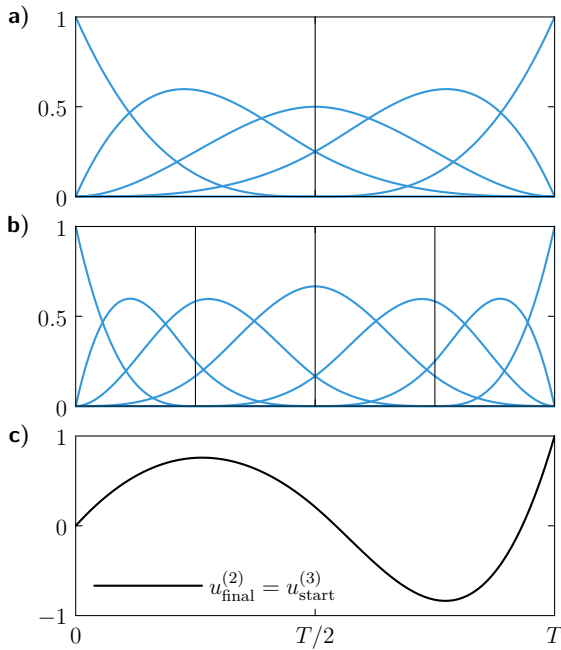 a)
1
0.5
0
b)
1
0.5
0
c)
1
0
−1
u_final^(2) = u_start^(3)
0 T/2 T